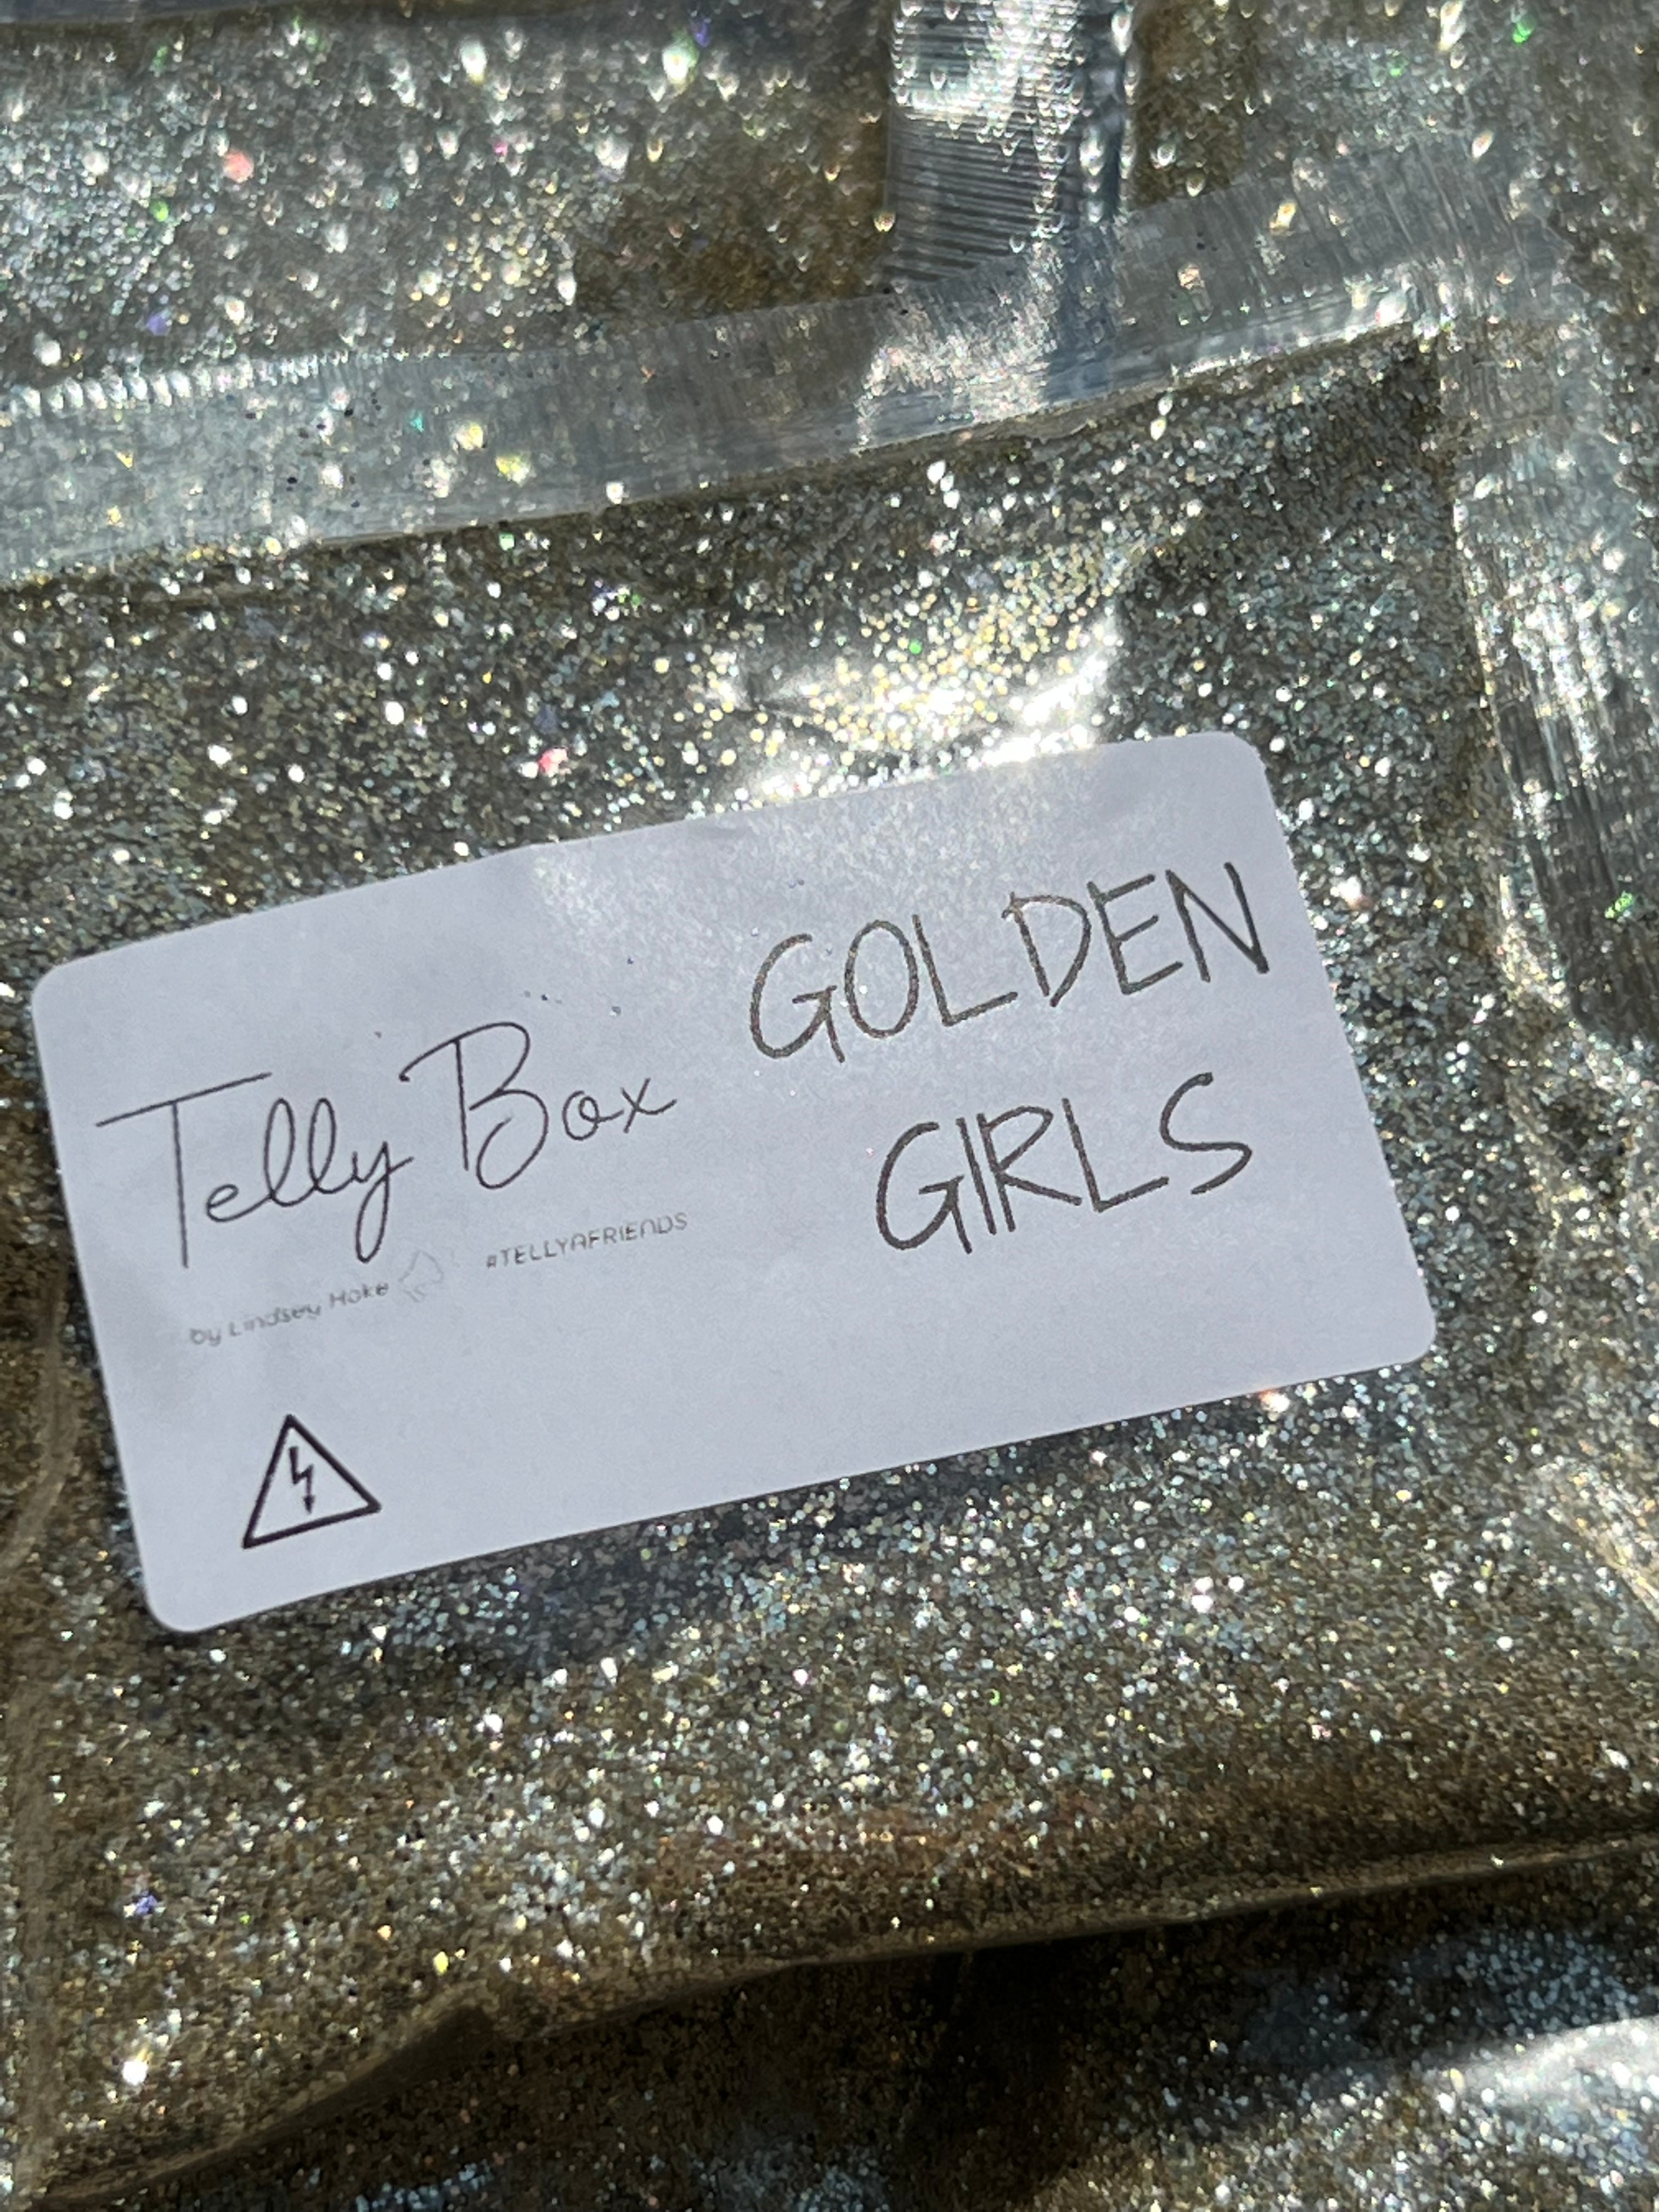 Telly Box
by Lindsey Hoke #TELLYAFRIENDS
GOLDEN
GIRLS